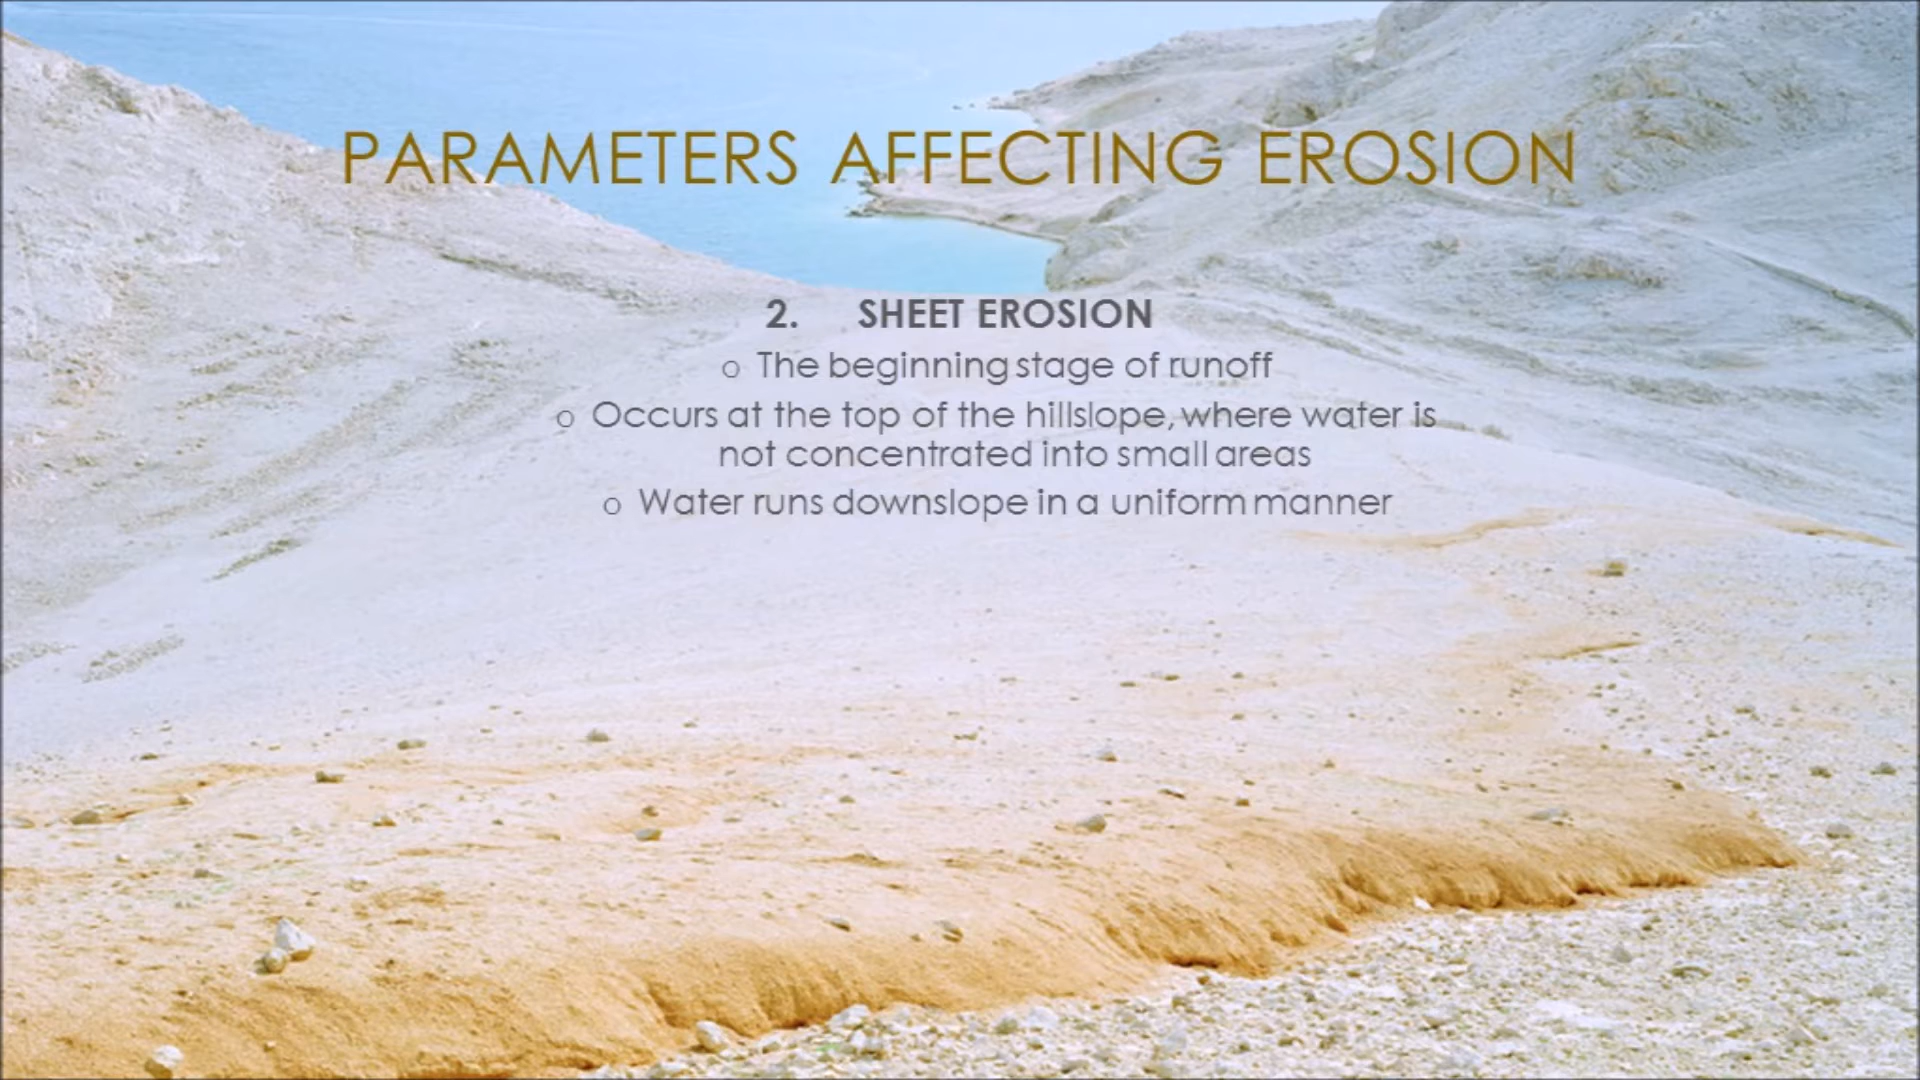 PARAMETERS AFFECTING EROSION
2. SHEET EROSION
o The beginning stage of runoff
o Occurs at the top of the hillslope, where water is
not concentrated into small areas
o Water runs downslope in a uniform manner